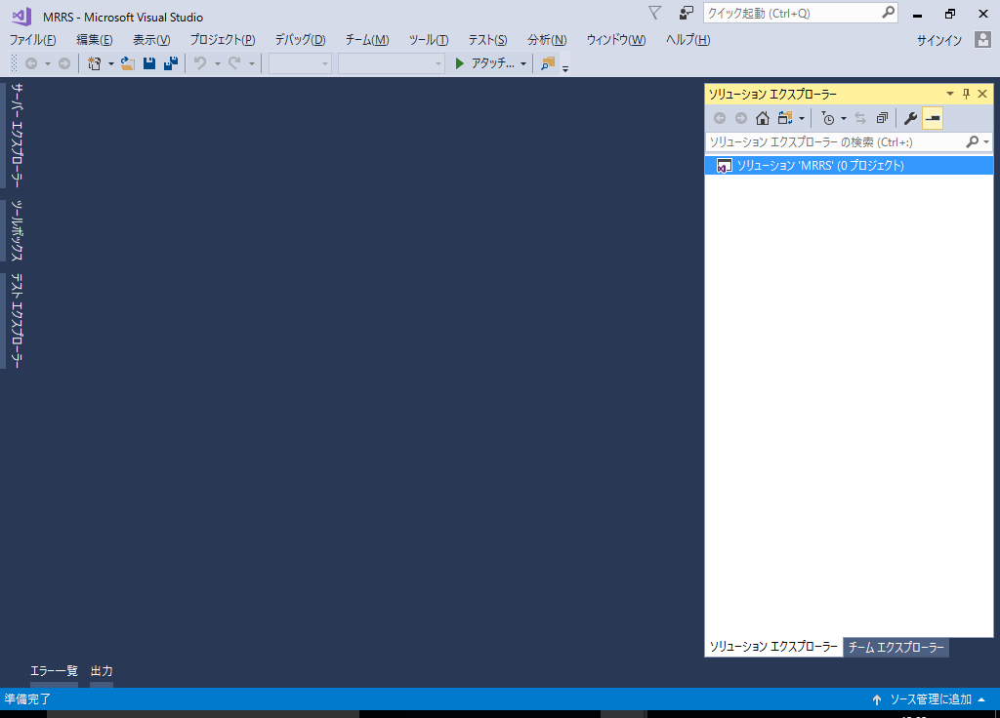 MRRS - Microsoft Visual Studio
クイック起動 (Ctrl+Q)
ファイル(F) 編集(E) 表示(V) プロジェクト(P) デバッグ(D) チーム(M) ツール(T) テスト(S) 分析(N) ウィンドウ(W) ヘルプ(H)
サインイン
アタッチ...
サーバー エクスプローラー
ツールボックス
テスト エクスプローラー
ソリューション エクスプローラー
ソリューション エクスプローラー の検索 (Ctrl+:)
ソリューション 'MRRS' (0 プロジェクト)
ソリューション エクスプローラー チーム エクスプローラー
エラー一覧 出力
準備完了
ソース管理に追加